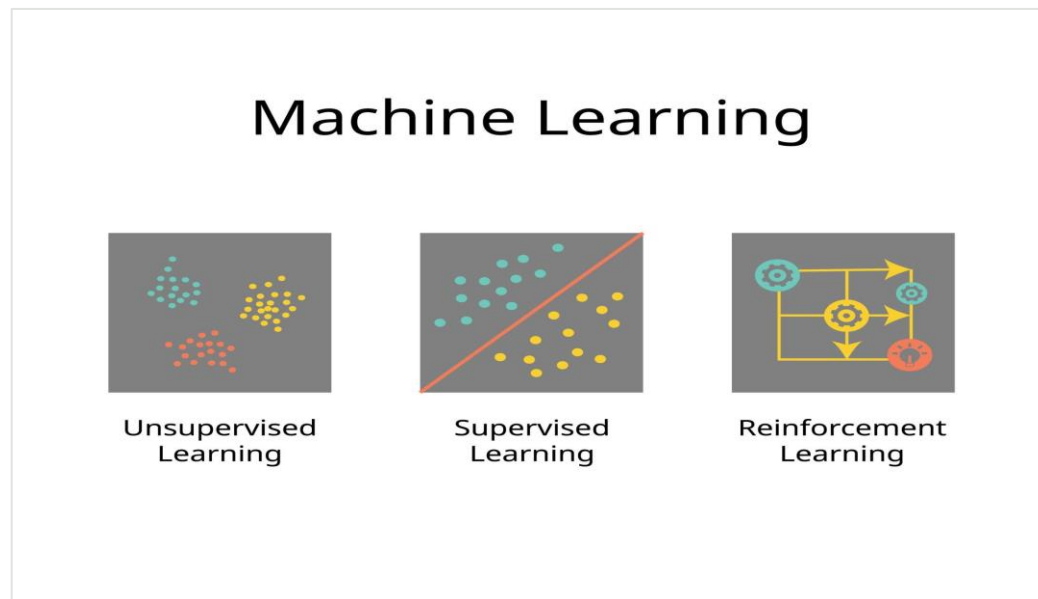 Machine Learning
Unsupervised
Learning
Supervised
Learning
Reinforcement
Learning